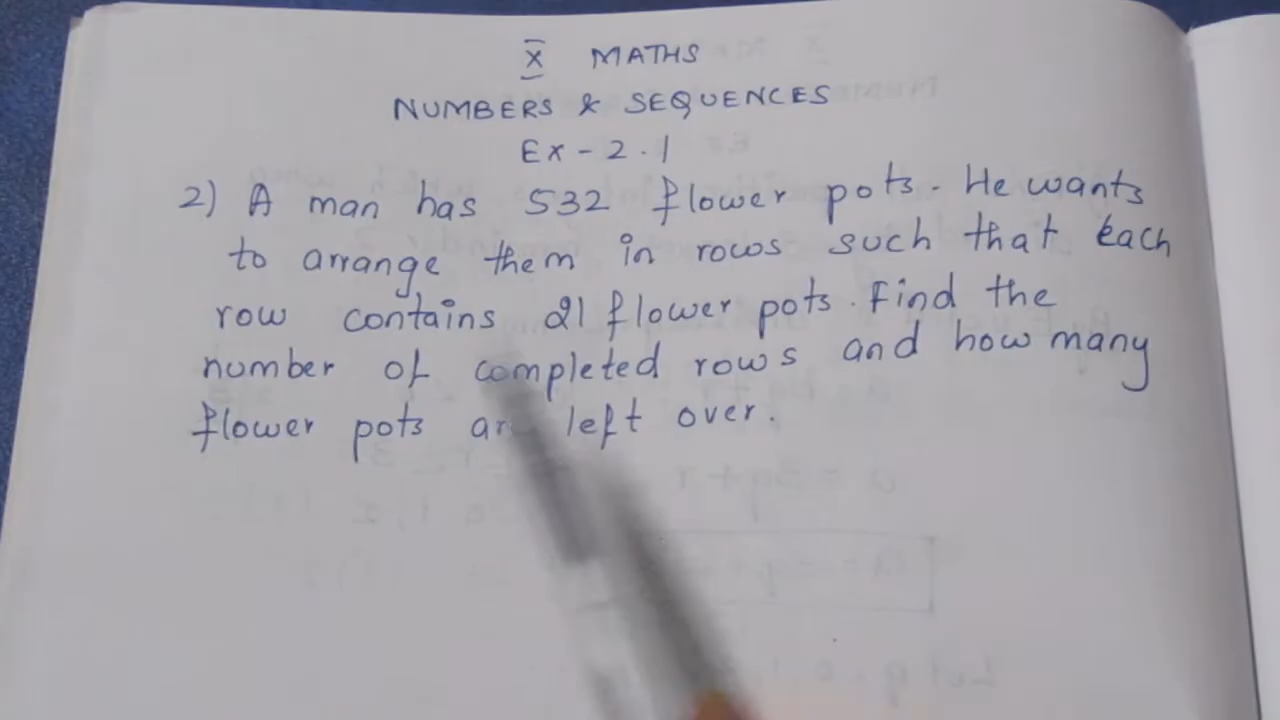 X MATHS
NUMBERS & SEQUENCES
Ex - 2.1
2) A man has 532 flower pots. He wants
to arrange them in rows such that each
row contains 21 flower pots. Find the
number of completed rows and how many
flower pots are left over.